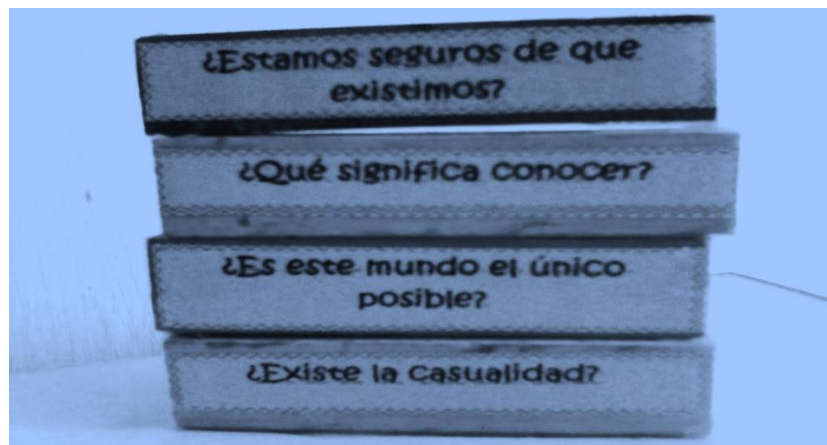 ¿Estamos seguros de que
existimos?
¿Qué significa conocer?
¿Es este mundo el único
posible?
¿Existe la casualidad?